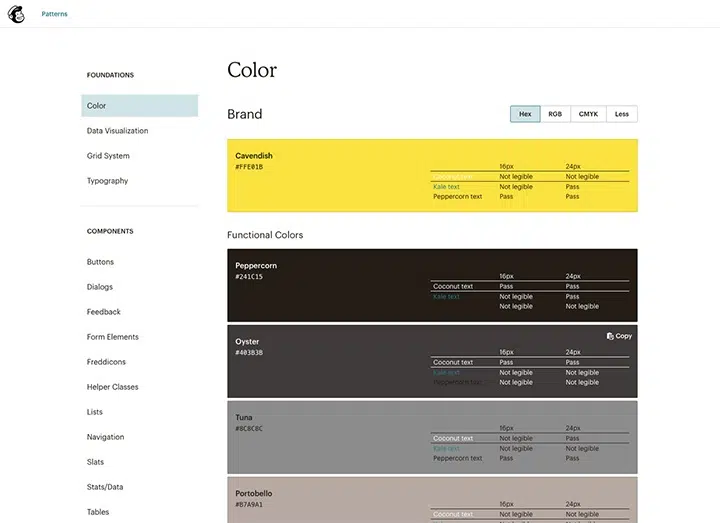 Patterns
FOUNDATIONS
Color
Data Visualization
Grid System
Typography
COMPONENTS
Buttons
Dialogs
Feedback
Form Elements
Freddicons
Helper Classes
Lists
Navigation
Slats
Stats/Data
Tables
Color
Brand
Hex RGB CMYK Less
Cavendish
#FFE01B
16px 24px
Coconut text Not legible Not legible
Kale text Not legible Pass
Peppercorn text Pass Pass
Functional Colors
Peppercorn
#241C15
16px 24px
Coconut text Pass Pass
Kale text Not legible Pass
Not legible Not legible
Copy
Oyster
#403B3B
16px 24px
Coconut text Pass Pass
Kale text Not legible Not legible
Peppercorn text Not legible Not legible
Tuna
#8C8C8C
16px 24px
Coconut text Not legible Pass
Kale text Not legible Not legible
Peppercorn text Pass Pass
Portobello
#B7A9A1
16px 24px
Coconut text Not legible Not legible